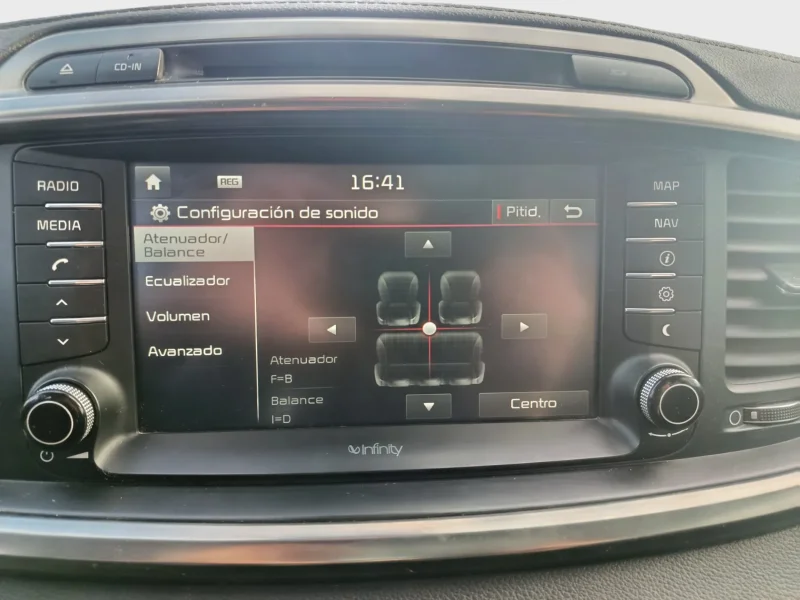 CD-IN
RADIO
MEDIA
REG
16:41
Configuración de sonido
Pitid.
Atenuador/
Balance
Ecualizador
Volumen
Avanzado
Atenuador
F=B
Balance
I=D
Centro
MAP
NAV
i
infinity